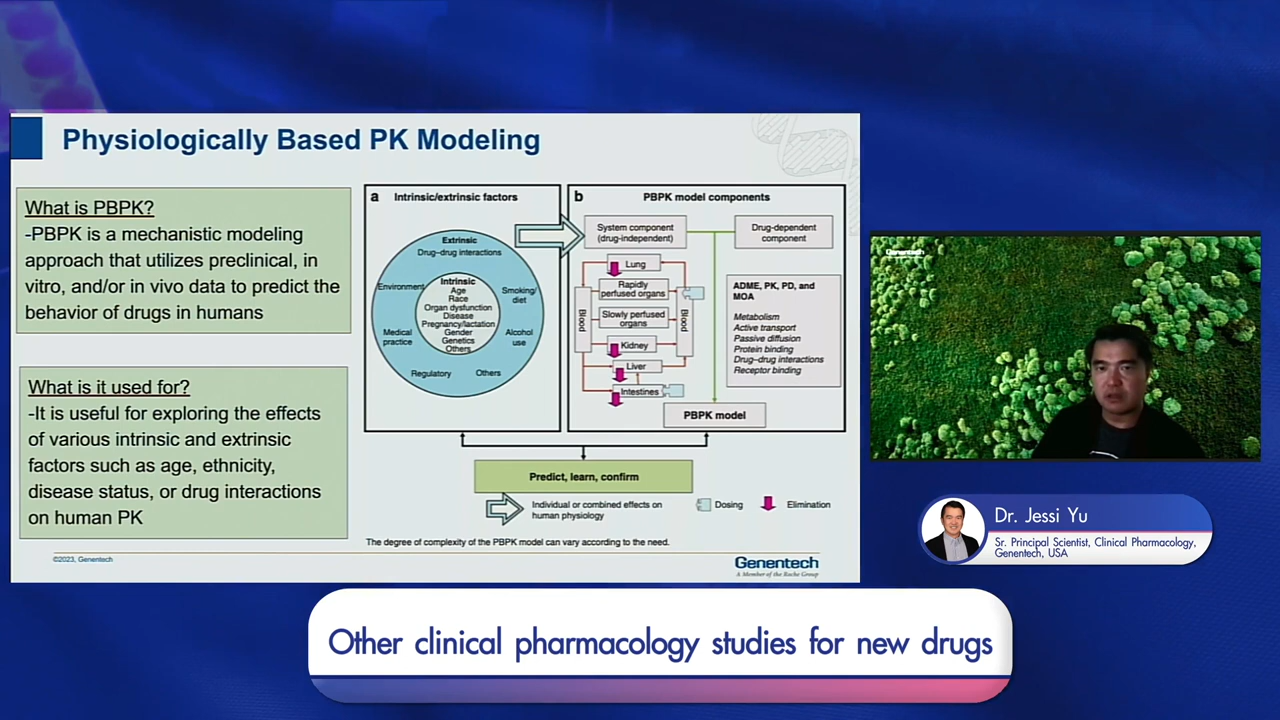 Physiologically Based PK Modeling
What is PBPK?
-PBPK is a mechanistic modeling
approach that utilizes preclinical, in
vitro, and/or in vivo data to predict the
behavior of drugs in humans
What is it used for?
-It is useful for exploring the effects
of various intrinsic and extrinsic
factors such as age, ethnicity,
disease status, or drug interactions
on human PK
a Intrinsic/extrinsic factors
Extrinsic
Drug–drug interactions
Environment
Smoking/
diet
Intrinsic
Age
Race
Organ dysfunction
Disease
Pregnancy/lactation
Gender
Genetics
Others
Medical
practice
Alcohol
use
Regulatory
Others
b PBPK model components
System component
(drug-independent)
Drug-dependent
component
Lung
Rapidly
perfused organs
Slowly perfused
organs
Kidney
Liver
Intestines
Blood
Blood
ADME, PK, PD, and
MOA
Metabolism
Active transport
Passive diffusion
Protein binding
Drug–drug interactions
Receptor binding
PBPK model
Predict, learn, confirm
Individual or combined effects on
human physiology
Dosing
Elimination
The degree of complexity of the PBPK model can vary according to the need.
©2023, Genentech
Genentech
A Member of the Roche Group
Genentech
Dr. Jessi Yu
Sr. Principal Scientist, Clinical Pharmacology,
Genentech, USA
Other clinical pharmacology studies for new drugs